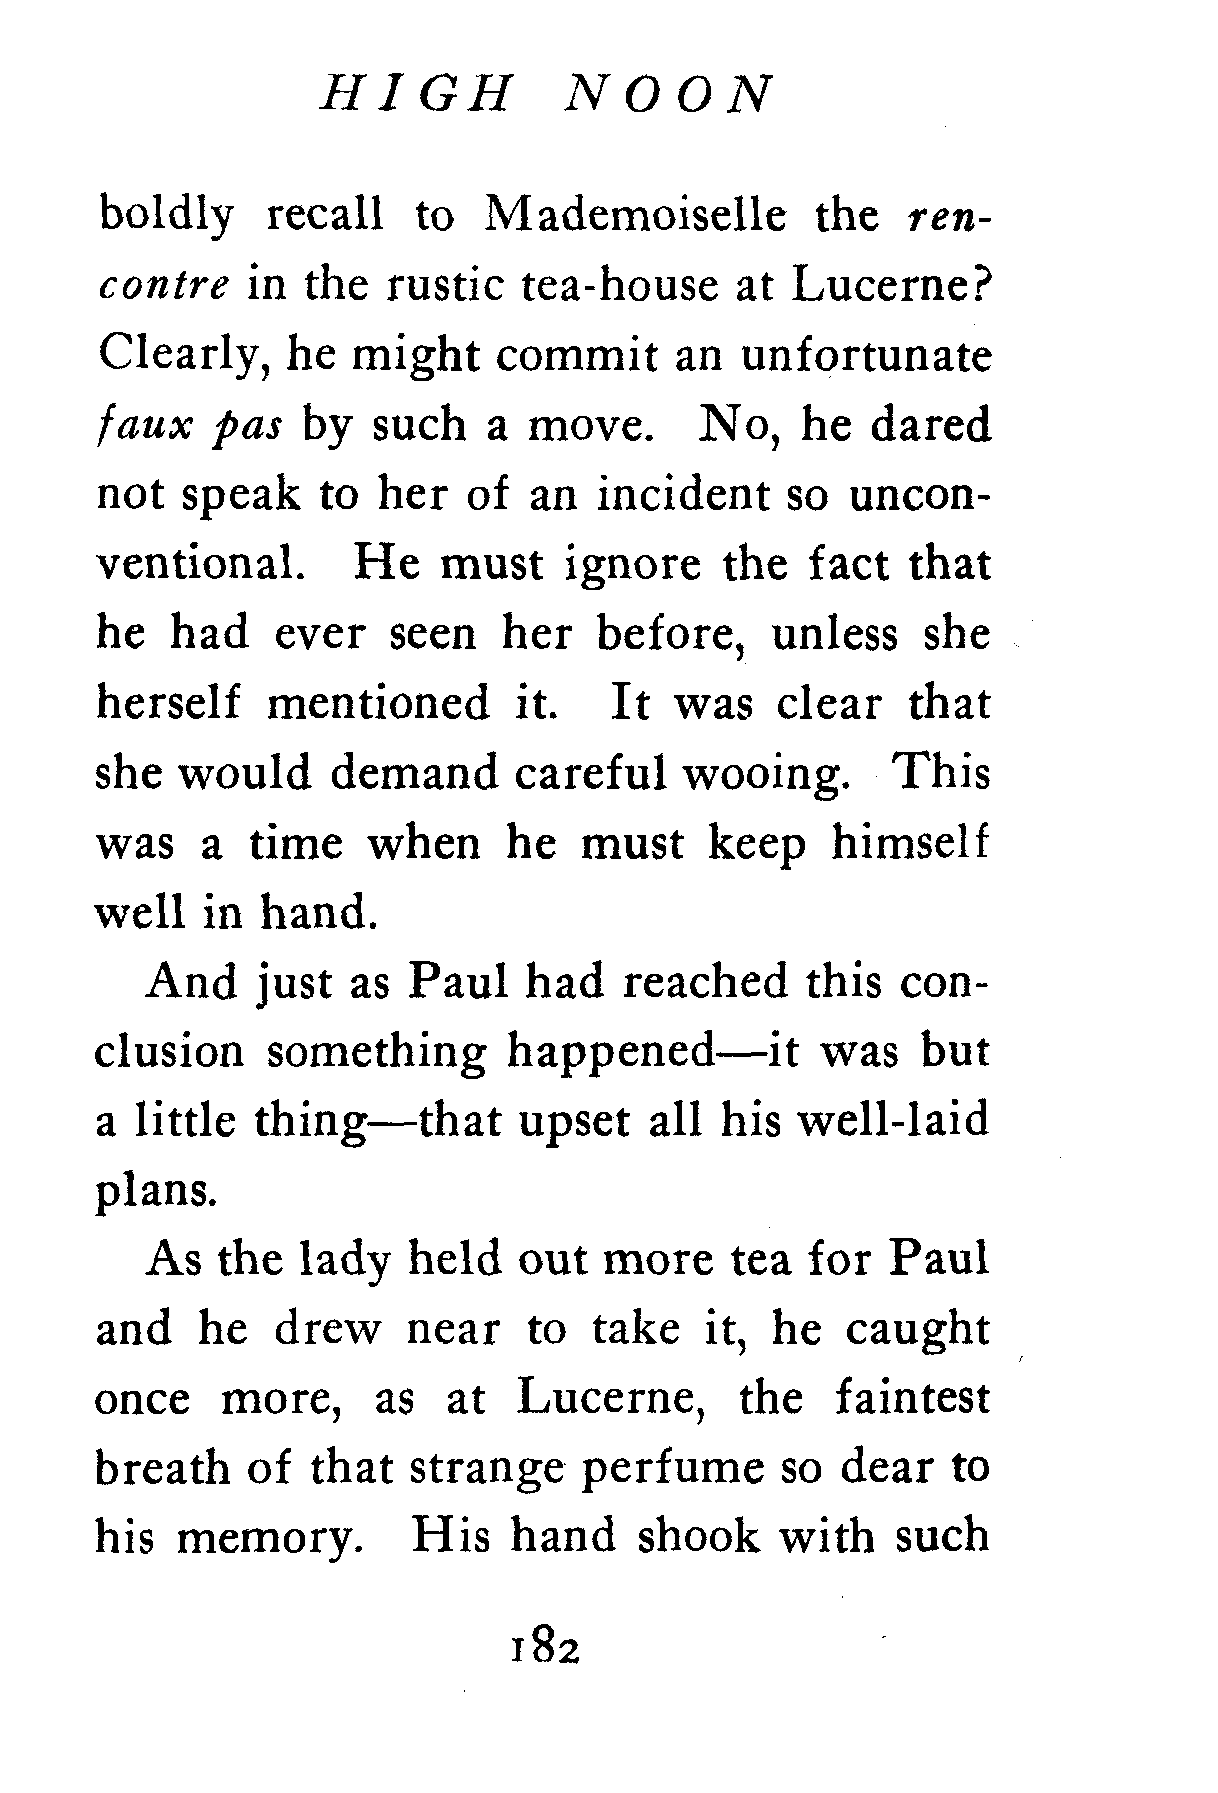 HIGH NOON
boldly recall to Mademoiselle the ren-
contre in the rustic tea-house at Lucerne?
Clearly, he might commit an unfortunate
faux pas by such a move. No, he dared
not speak to her of an incident so uncon-
ventional. He must ignore the fact that
he had ever seen her before, unless she
herself mentioned it. It was clear that
she would demand careful wooing. This
was a time when he must keep himself
well in hand.
And just as Paul had reached this con-
clusion something happened—it was but
a little thing—that upset all his well-laid
plans.
As the lady held out more tea for Paul
and he drew near to take it, he caught
once more, as at Lucerne, the faintest
breath of that strange perfume so dear to
his memory. His hand shook with such
182